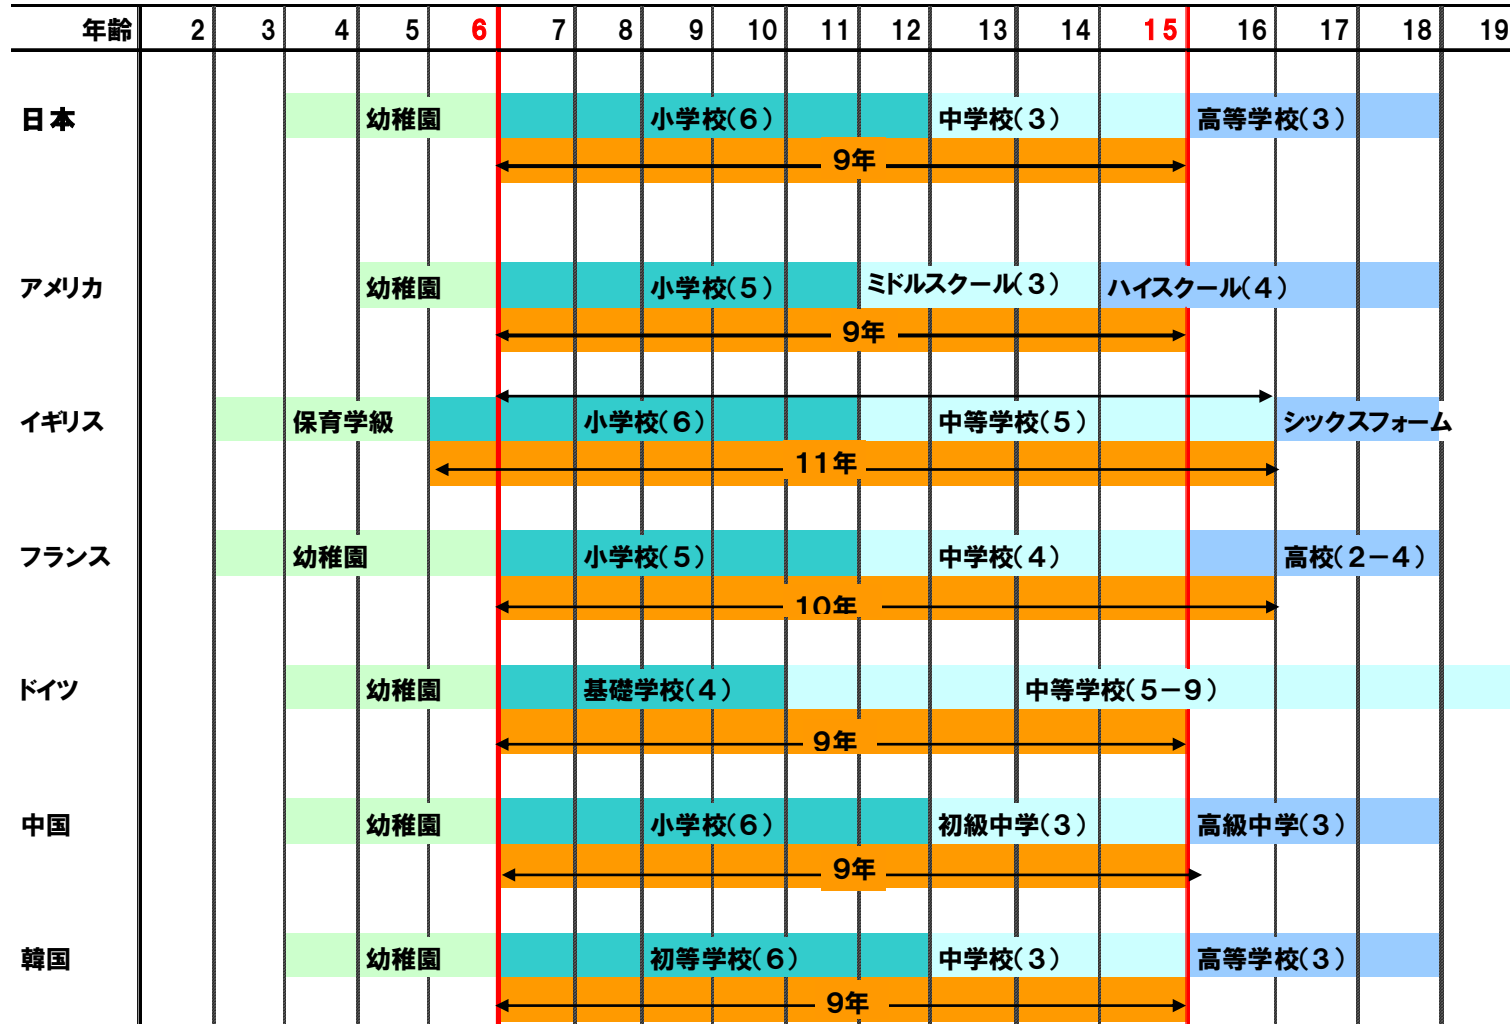 年齢 2 3 4 5 6 7 8 9 10 11 12 13 14 15 16 17 18 19
日本 幼稚園 小学校(6) 中学校(3) 高等学校(3)
9年
アメリカ 幼稚園 小学校(5) ミドルスクール(3) ハイスクール(4)
9年
イギリス 保育学級 小学校(6) 中等学校(5) シックスフォーム
11年
フランス 幼稚園 小学校(5) 中学校(4) 高校(2−4)
10年
ドイツ 幼稚園 基礎学校(4) 中等学校(5−9)
9年
中国 幼稚園 小学校(6) 初級中学(3) 高級中学(3)
9年
韓国 幼稚園 初等学校(6) 中学校(3) 高等学校(3)
9年